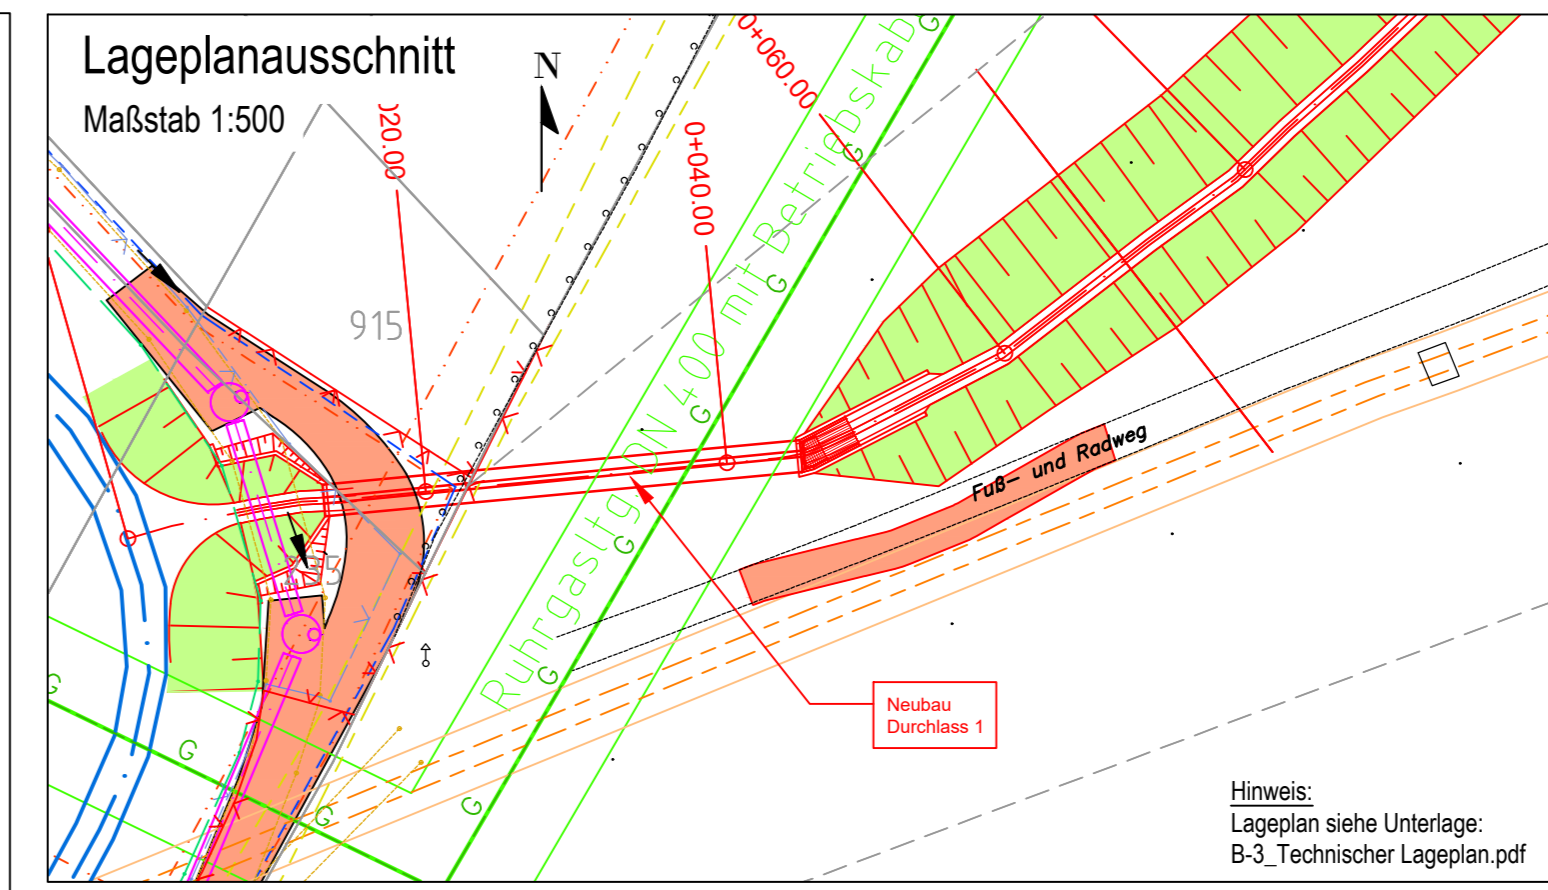 Lageplanausschnitt
Maßstab 1:500
N
020.00
0+040.00
0+060.00
915
Ruhrgasltg. DN 400 mit Betriebskab
G
G
G
G
G
G
G
G
G
G
G
Fuß- und Radweg
Neubau
Durchlass 1
Hinweis:
Lageplan siehe Unterlage:
B-3_Technischer Lageplan.pdf